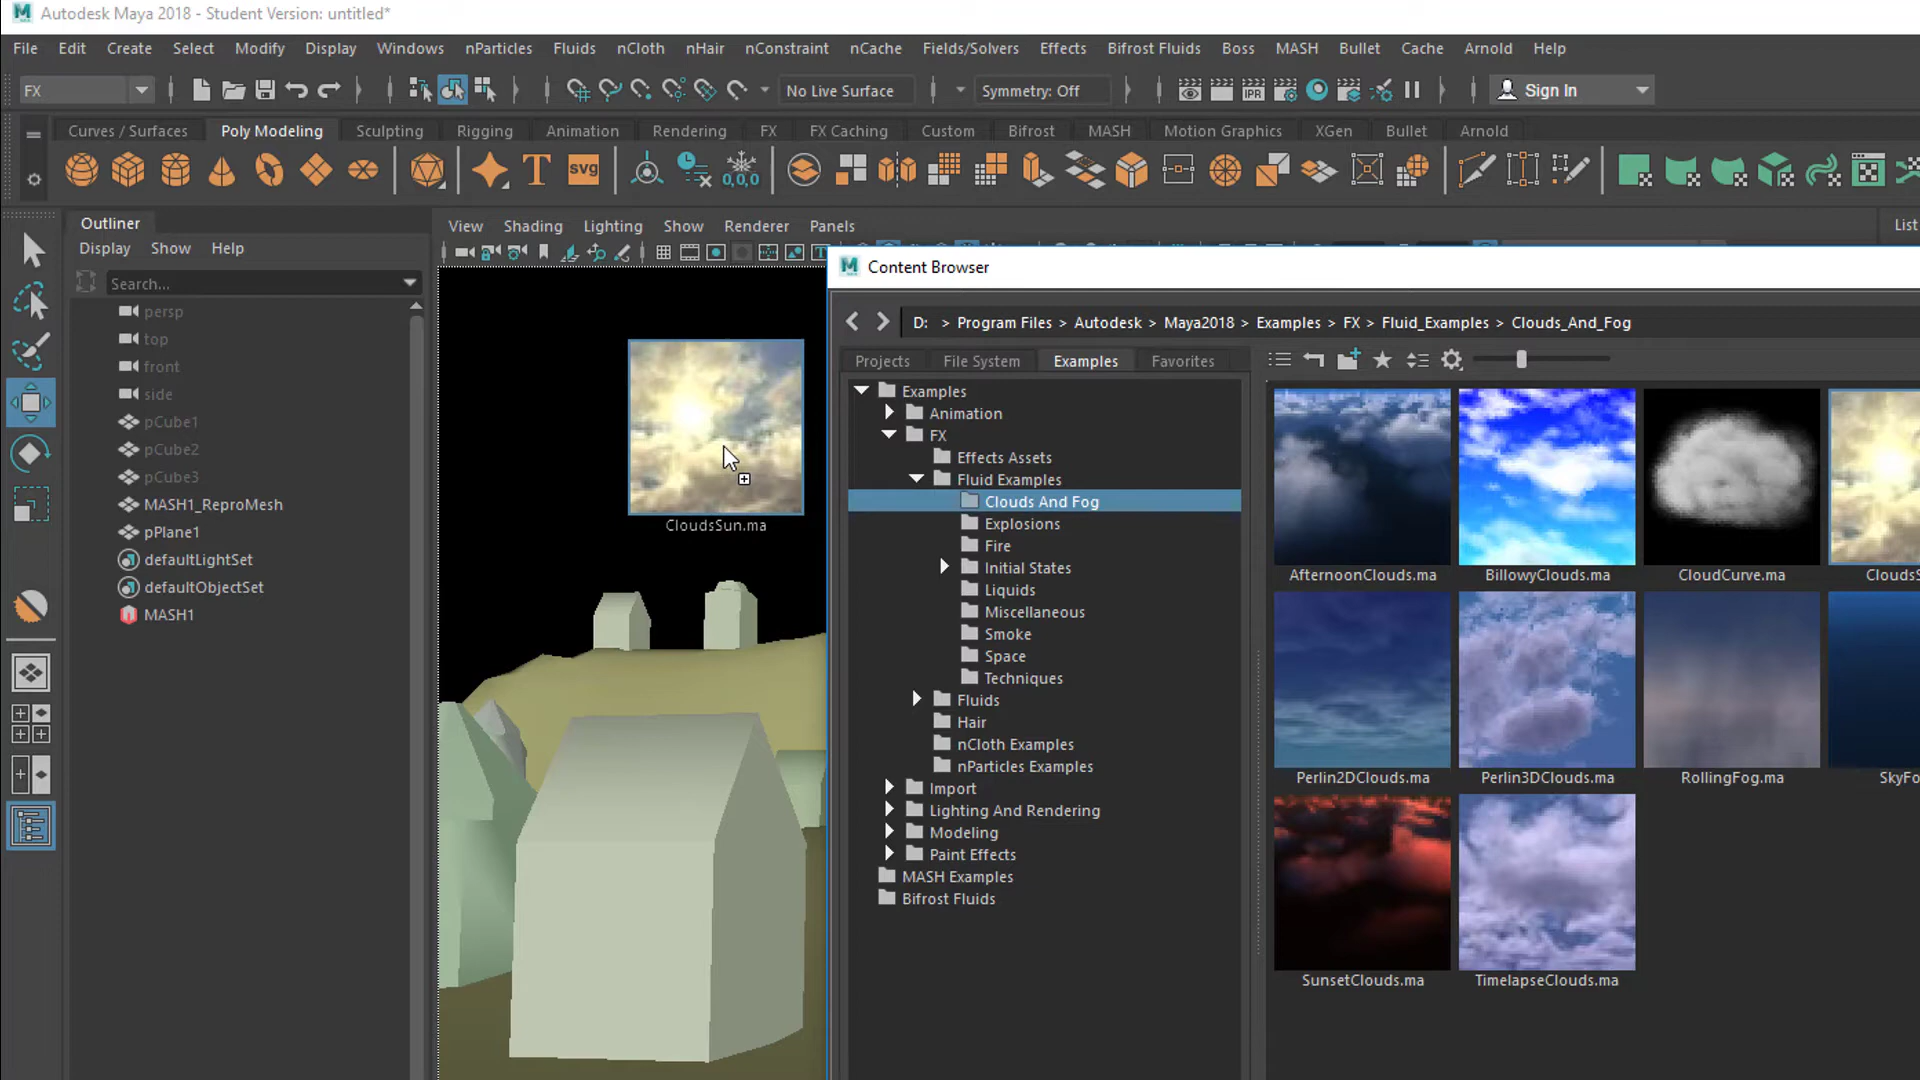 Autodesk Maya 2018 - Student Version: untitled*
File Edit Create Select Modify Display Windows nParticles Fluids nCloth nHair nConstraint nCache Fields/Solvers Effects Bifrost Fluids Boss MASH Bullet Cache Arnold Help
FX No Live Surface Symmetry: Off Sign In
Curves / Surfaces Poly Modeling Sculpting Rigging Animation Rendering FX FX Caching Custom Bifrost MASH Motion Graphics XGen Bullet Arnold
T SVG 0,0,0
IPR
Outliner
Display Show Help
Search...
persp
top
front
side
pCube1
pCube2
pCube3
MASH1_ReproMesh
pPlane1
defaultLightSet
defaultObjectSet
MASH1
View Shading Lighting Show Renderer Panels
List
CloudsSun.ma
Content Browser
D: > Program Files > Autodesk > Maya2018 > Examples > FX > Fluid_Examples > Clouds_And_Fog
Projects File System Examples Favorites
Examples
Animation
FX
Effects Assets
Fluid Examples
Clouds And Fog
Explosions
Fire
Initial States
Liquids
Miscellaneous
Smoke
Space
Techniques
Fluids
Hair
nCloth Examples
nParticles Examples
Import
Lighting And Rendering
Modeling
Paint Effects
MASH Examples
Bifrost Fluids
AfternoonClouds.ma BillowyClouds.ma CloudCurve.ma CloudsS
Perlin2DClouds.ma Perlin3DClouds.ma RollingFog.ma SkyFo
SunsetClouds.ma TimelapseClouds.ma